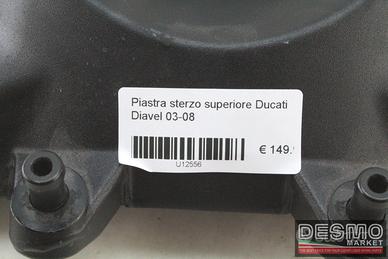 Piastra sterzo superiore Ducati
Diavel 03-08
€ 149.
U12556
DESMO
MARKET